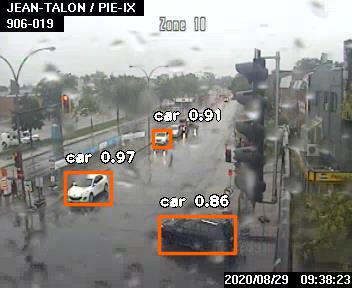 JEAN-TALON / PIE-IX
906-019
Zone 10
car 0.91
car 0.97
car 0.86
2020/08/29 09:38:23